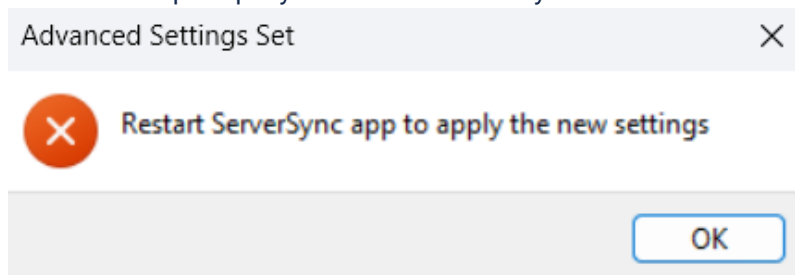 Advanced Settings Set
Restart ServerSync app to apply the new settings
OK